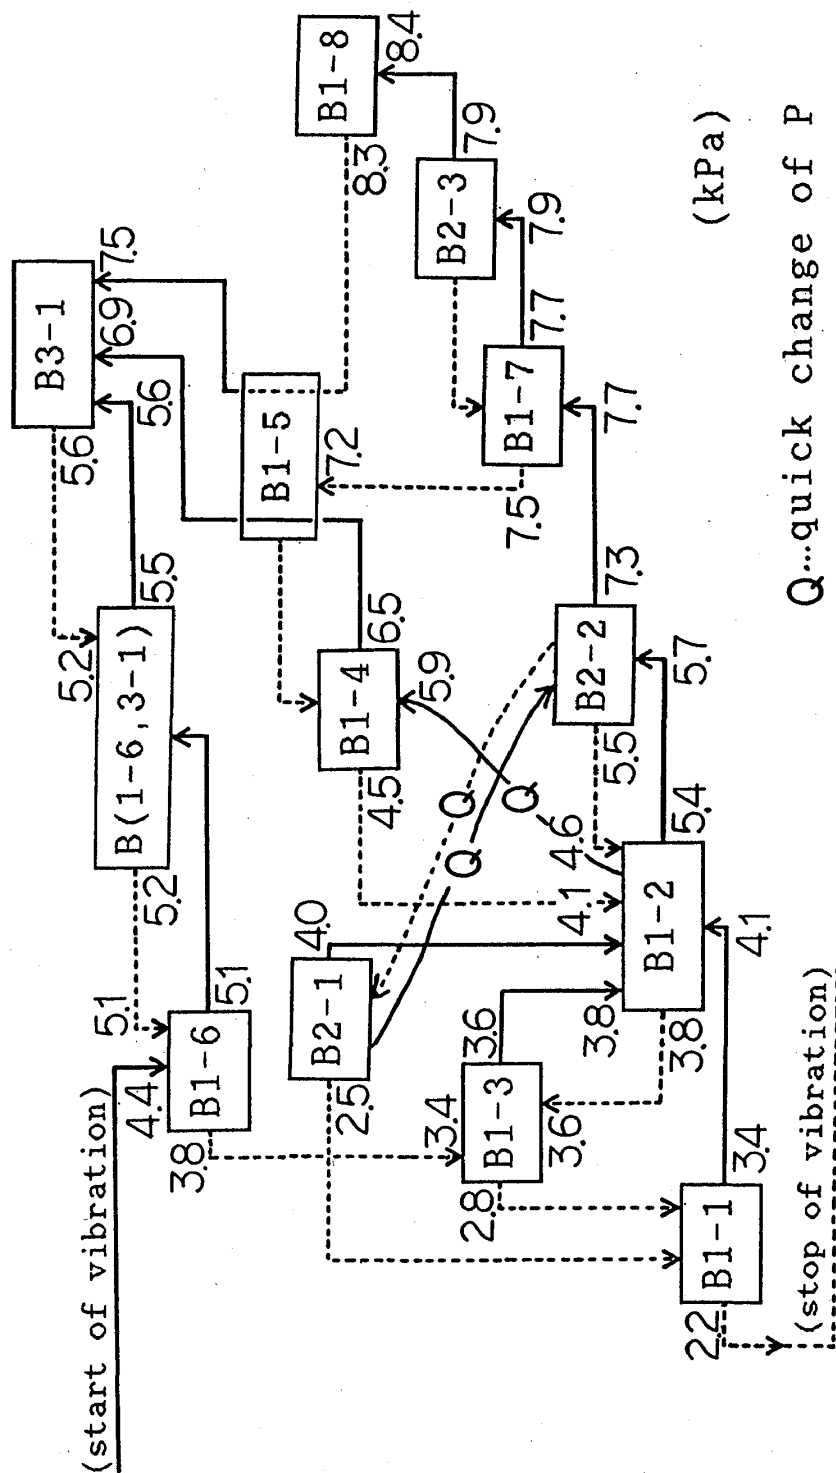 (start of vibration)
4.4
B1-6
3.8
5.1
5.1
B(1-6,3-1)
5.2
5.2
5.5
B3-1
5.6
5.6
6.9
7.5
B2-1
2.5
4.0
B1-4
4.5
5.9
6.5
B1-5
7.2
B1-8
8.3
8.4
B1-3
3.4
2.8
3.6
3.6
Q
Q
Q
B2-2
5.5
5.7
7.3
B1-7
7.5
7.7
7.7
B2-3
7.9
7.9
B1-2
3.8
3.8
4.1
4.1
4.6
5.4
B1-1
2.2
3.4
(stop of vibration)
(kPa)
Q...quick change of P